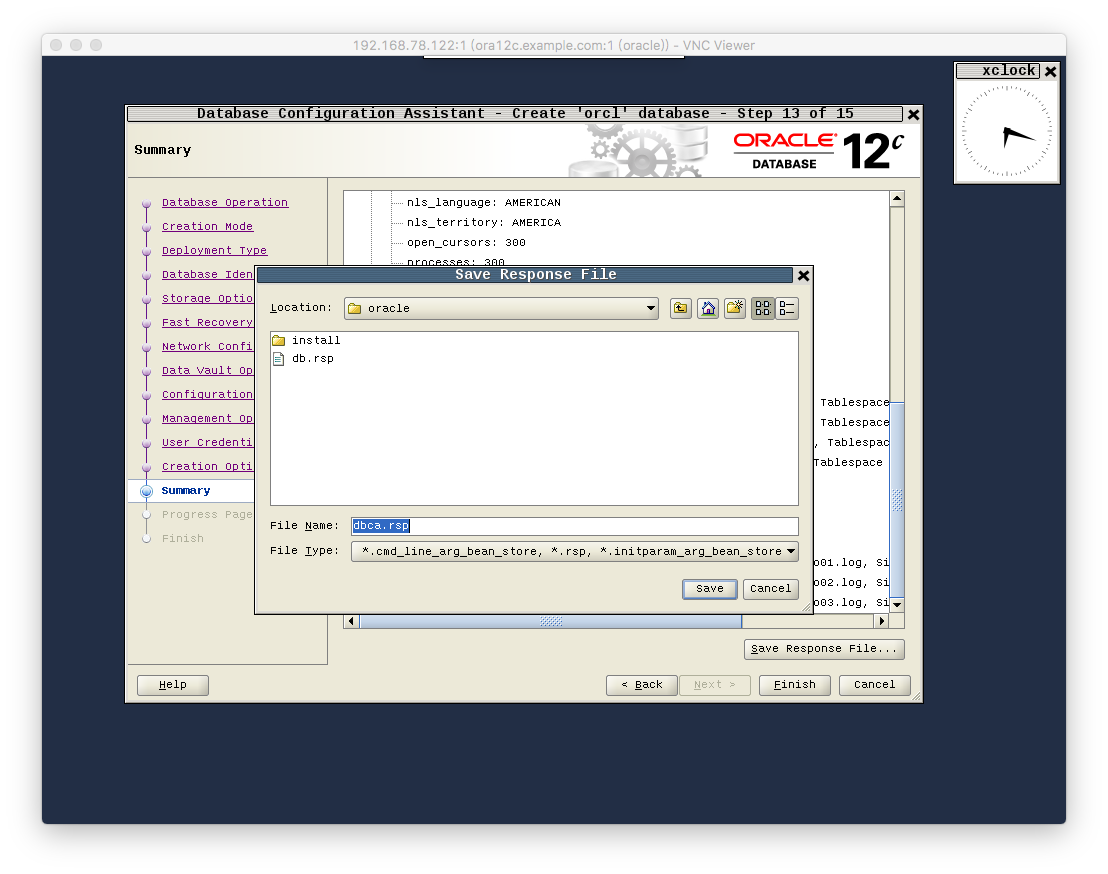 192.168.78.122:1 (ora12c.example.com:1 (oracle)) - VNC Viewer
xclock
Database Configuration Assistant - Create 'orcl' database - Step 13 of 15
Summary
ORACLE®
DATABASE
12c
Database Operation
Creation Mode
Deployment Type
Database Iden
Storage Optio
Fast Recovery
Network Confi
Data Vault Op
Configuration
Management Op
User Credenti
Creation Opti
Summary
Progress Page
Finish
nls_language: AMERICAN
nls_territory: AMERICA
open_cursors: 300
processes: 300
Save Response File
Location:
oracle
install
db.rsp
File Name:
dbca.rsp
File Type:
*.cmd_line_arg_bean_store, *.rsp, *.initparam_arg_bean_store
Save
Cancel
Tablespace
Tablespace
, Tablespac
Tablespace
o01.log, Si
o02.log, Si
o03.log, Si
Save Response File...
Help
< Back
Next >
Finish
Cancel